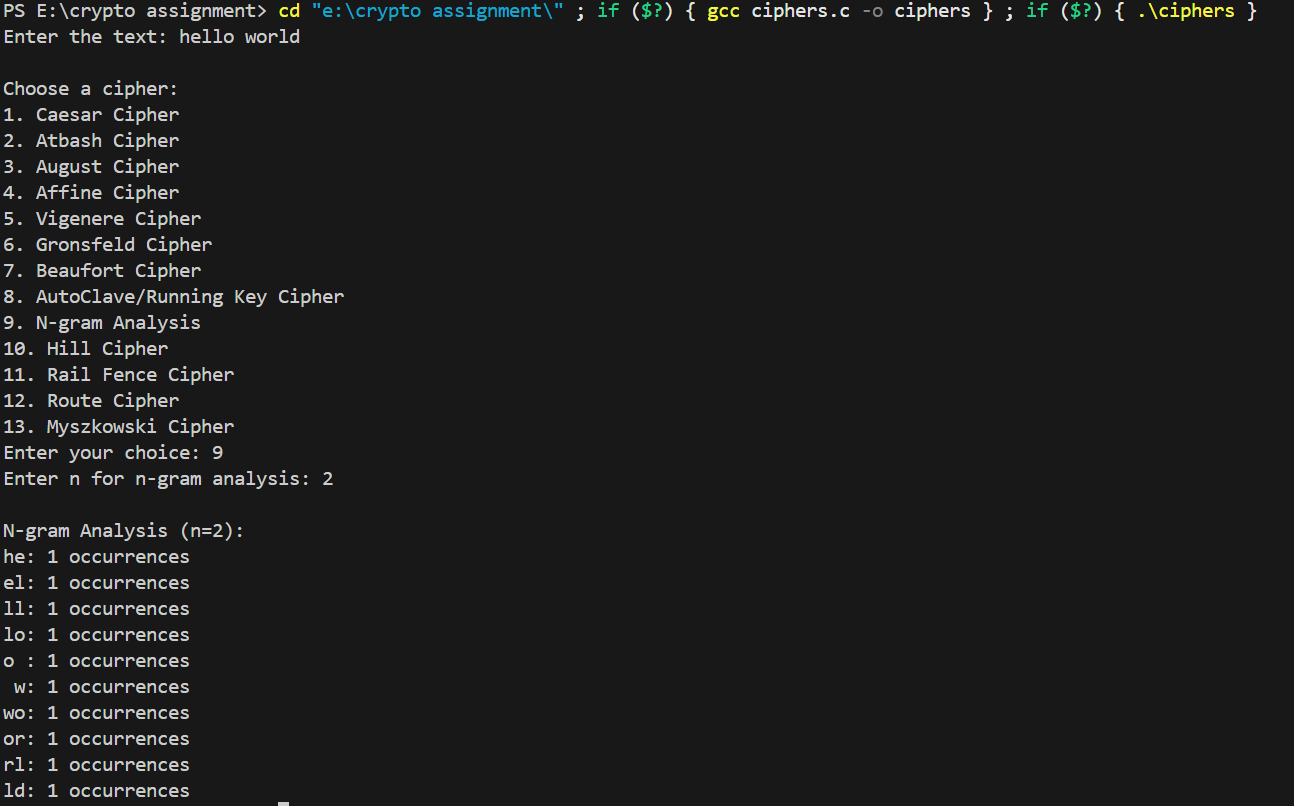 PS E:\crypto assignment> cd "e:\crypto assignment\" ; if ($?) { gcc ciphers.c -o ciphers } ; if ($?) { .\ciphers }
Enter the text: hello world

Choose a cipher:
1. Caesar Cipher
2. Atbash Cipher
3. August Cipher
4. Affine Cipher
5. Vigenere Cipher
6. Gronsfeld Cipher
7. Beaufort Cipher
8. AutoClave/Running Key Cipher
9. N-gram Analysis
10. Hill Cipher
11. Rail Fence Cipher
12. Route Cipher
13. Myszkowski Cipher
Enter your choice: 9
Enter n for n-gram analysis: 2

N-gram Analysis (n=2):
he: 1 occurrences
el: 1 occurrences
ll: 1 occurrences
lo: 1 occurrences
o : 1 occurrences
 w: 1 occurrences
wo: 1 occurrences
or: 1 occurrences
rl: 1 occurrences
ld: 1 occurrences